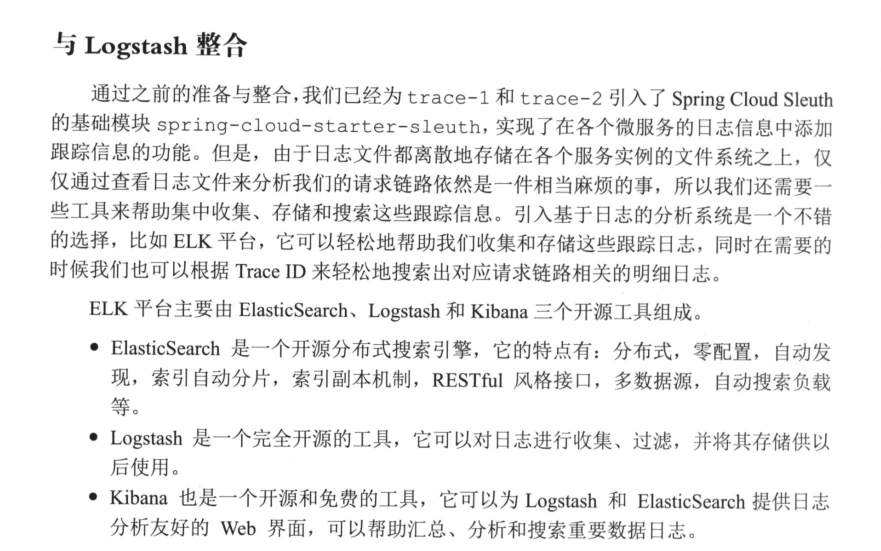 与 Logstash 整合
通过之前的准备与整合,我们已经为 trace-1 和 trace-2 引入了 Spring Cloud Sleuth
的基础模块 spring-cloud-starter-sleuth, 实现了在各个微服务的日志信息中添加
跟踪信息的功能。但是，由于日志文件都离散地存储在各个服务实例的文件系统之上，仅
仅通过查看日志文件来分析我们的请求链路依然是一件相当麻烦的事，所以我们还需要一
些工具来帮助集中收集、存储和搜索这些跟踪信息。引入基于日志的分析系统是一个不错
的选择，比如 ELK 平台，它可以轻松地帮助我们收集和存储这些跟踪日志，同时在需要的
时候我们也可以根据 Trace ID 来轻松地搜索出对应请求链路相关的明细日志。
ELK 平台主要由 ElasticSearch、Logstash 和 Kibana 三个开源工具组成。
● ElasticSearch 是一个开源分布式搜索引擎，它的特点有：分布式，零配置，自动发
现，索引自动分片，索引副本机制，RESTful 风格接口，多数据源，自动搜索负载
等。
● Logstash 是一个完全开源的工具，它可以对日志进行收集、过滤，并将其存储供以
后使用。
● Kibana 也是一个开源和免费的工具，它可以为 Logstash 和 ElasticSearch 提供日志
分析友好的 Web 界面，可以帮助汇总、分析和搜索重要数据日志。